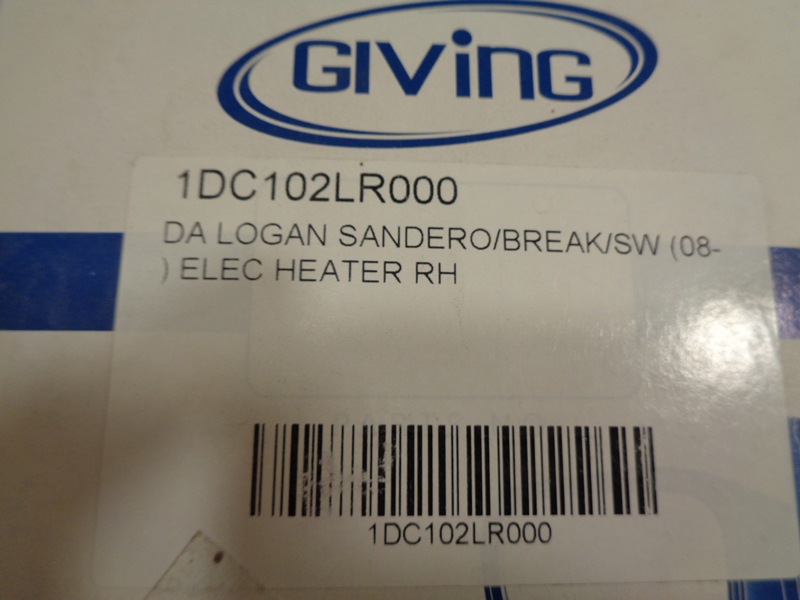 GIVING
1DC102LR000
DA LOGAN SANDERO/BREAK/SW (08-
) ELEC HEATER RH
1DC102LR000